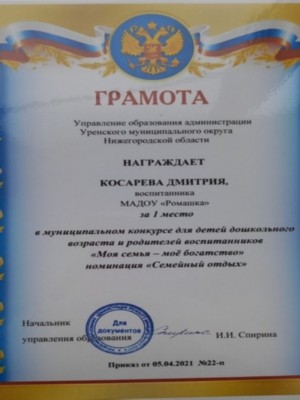 ГРАМОТА
Управление образования администрации
Уренского муниципального округа
Нижегородской области
НАГРАЖДАЕТ
КОСАРЕВА ДМИТРИЯ,
воспитанника
МАДОУ «Ромашка»
за 1 место
в муниципальном конкурсе для детей дошкольного
возраста и родителей воспитанников
«Моя семья – моё богатство»
номинация «Семейный отдых»
Начальник
управления образования
Для
документов
И.И. Спирина
Приказ от 05.04.2021 №22-п